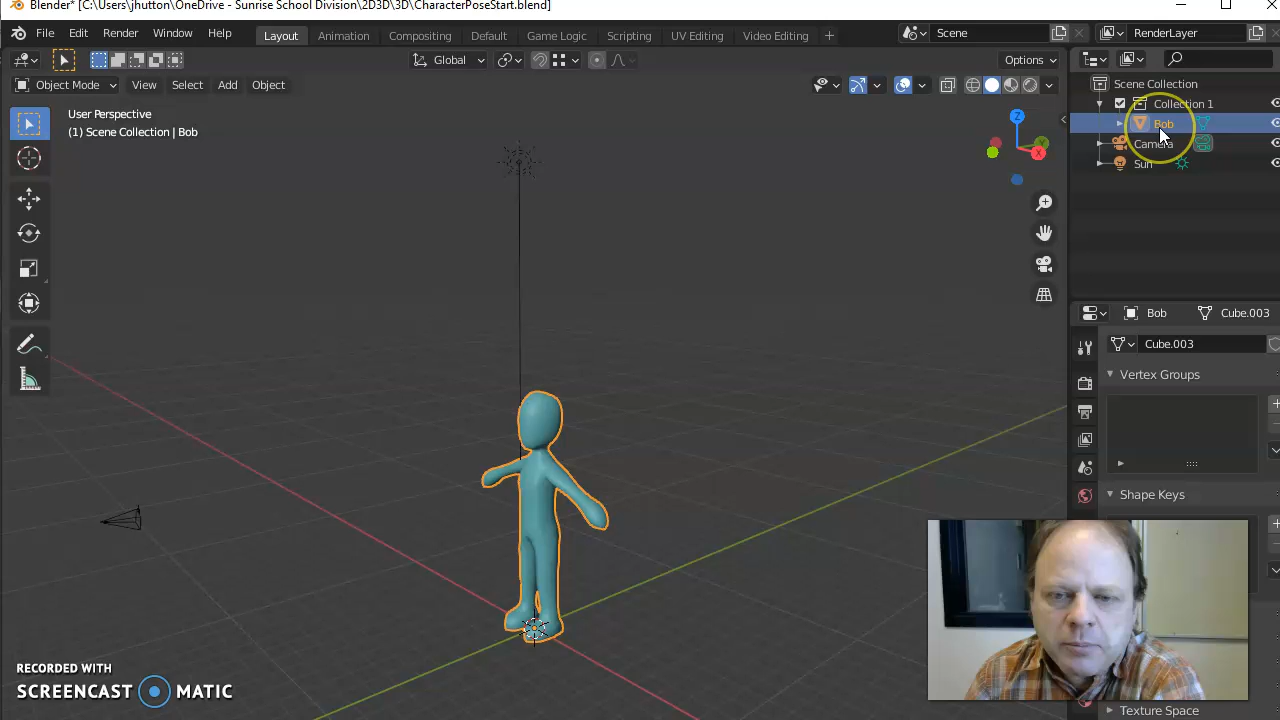 Blender* [C:\Users\jhutton\OneDrive - Sunrise School Division\2D3D\3D\CharacterPoseStart.blend]
File Edit Render Window Help Layout Animation Compositing Default Game Logic Scripting UV Editing Video Editing + Scene RenderLayer
Global Options
Object Mode View Select Add Object
User Perspective
(1) Scene Collection | Bob
Scene Collection
Collection 1
Bob
Camera
Sun
Z
Y
X
Bob Cube.003
Cube.003
Vertex Groups
Shape Keys
Texture Space
RECORDED WITH
SCREENCAST MATIC